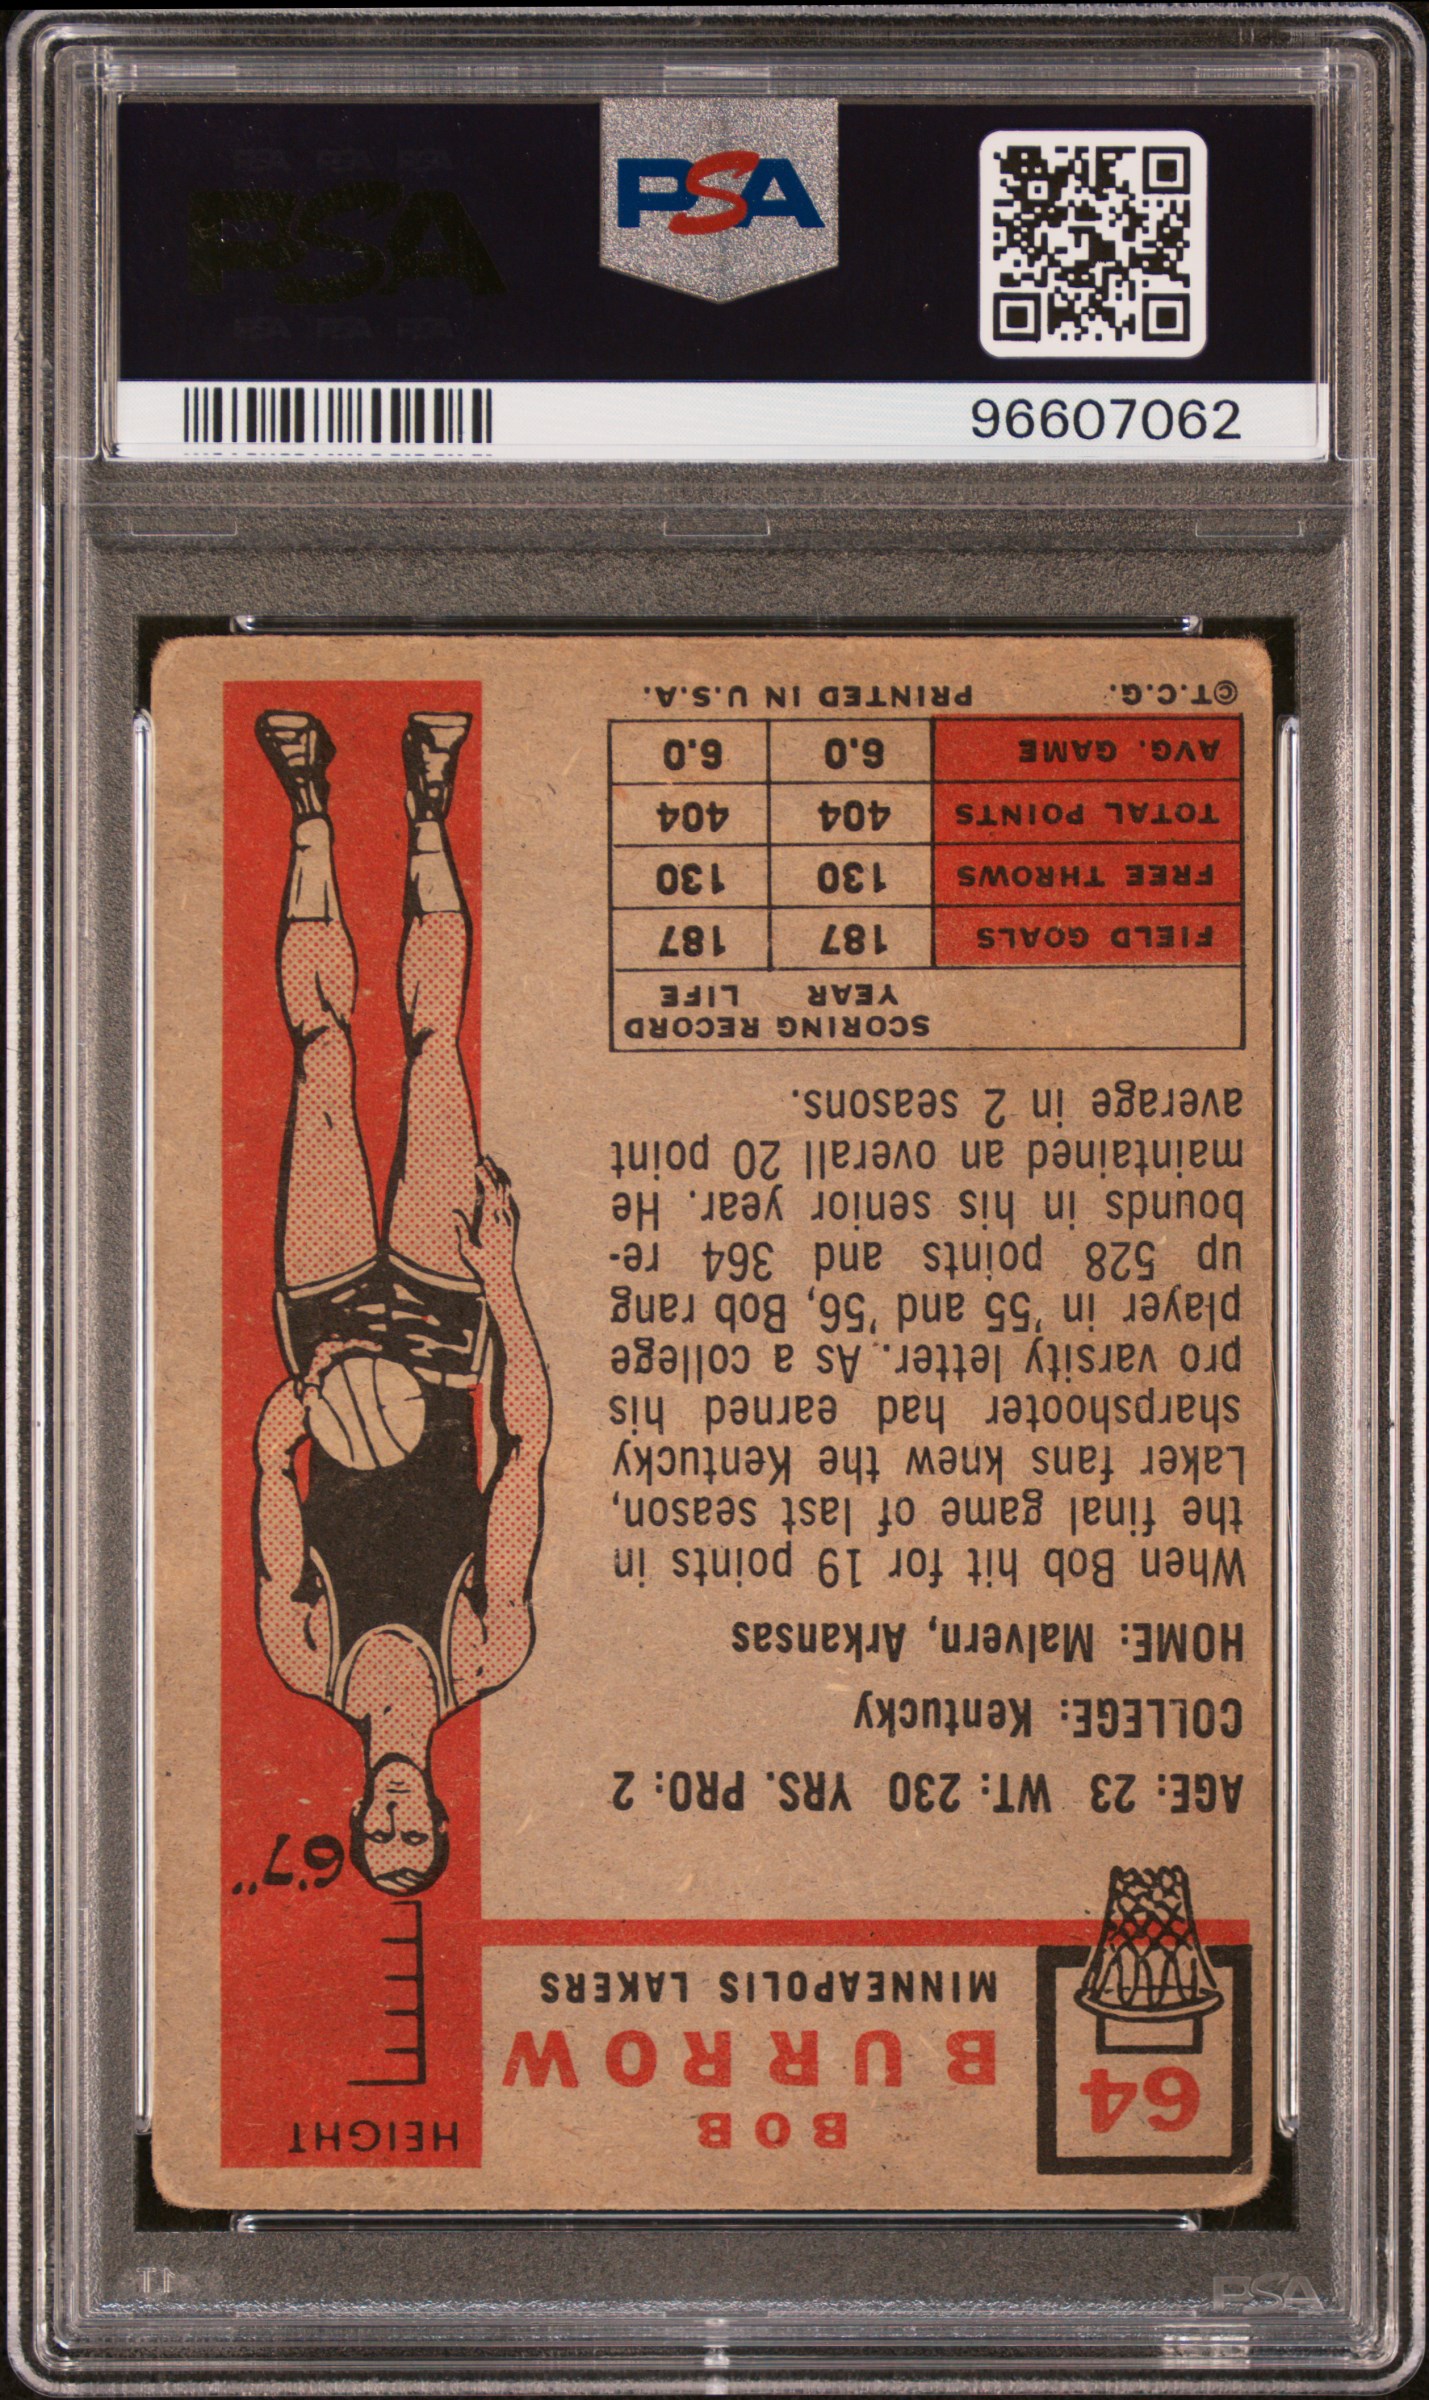 PSA
PSA
96607062
64
BOB
BURROW
MINNEAPOLIS LAKERS
HEIGHT
6'7"
AGE: 23 WT: 230 YRS. PRO: 2
COLLEGE: Kentucky
HOME: Malvern, Arkansas
When Bob hit for 19 points in
the final game of last season,
Laker fans knew the Kentucky
sharpshooter had earned his
pro varsity letter. As a college
player in '55 and '56, Bob rang
up 528 points and 364 re-
bounds in his senior year. He
maintained an overall 20 point
average in 2 seasons.
SCORING RECORD
YEAR LIFE
FIELD GOALS 187 187
FREE THROWS 130 130
TOTAL POINTS 404 404
AVG. GAME 6.0 6.0
©T.C.G. PRINTED IN U.S.A.
PSA